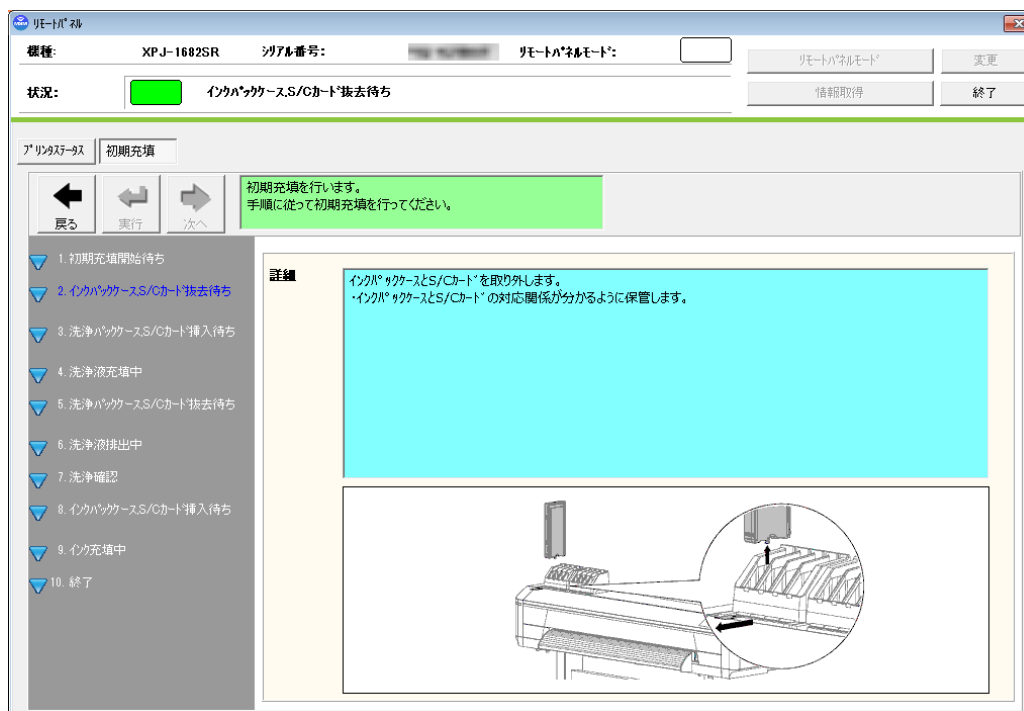 リモートパネル
機種: XPJ-1682SR シリアル番号: リモートパネルモード:
リモートパネルモード 変更
状況: インクパックケース,S/Cカード抜去待ち
情報取得 終了
プリンタステータス 初期充填
戻る 実行 次へ
初期充填を行います。
手順に従って初期充填を行ってください。
1. 初期充填開始待ち
2. インクパックケース,S/Cカード抜去待ち
3. 洗浄パックケース,S/Cカード挿入待ち
4. 洗浄液充填中
5. 洗浄パックケース,S/Cカード抜去待ち
6. 洗浄液排出中
7. 洗浄確認
8. インクパックケース,S/Cカード挿入待ち
9. インク充填中
10. 終了
詳細
インクパックケースとS/Cカードを取り外します。
・インクパックケースとS/Cカードの対応関係が分かるように保管します。